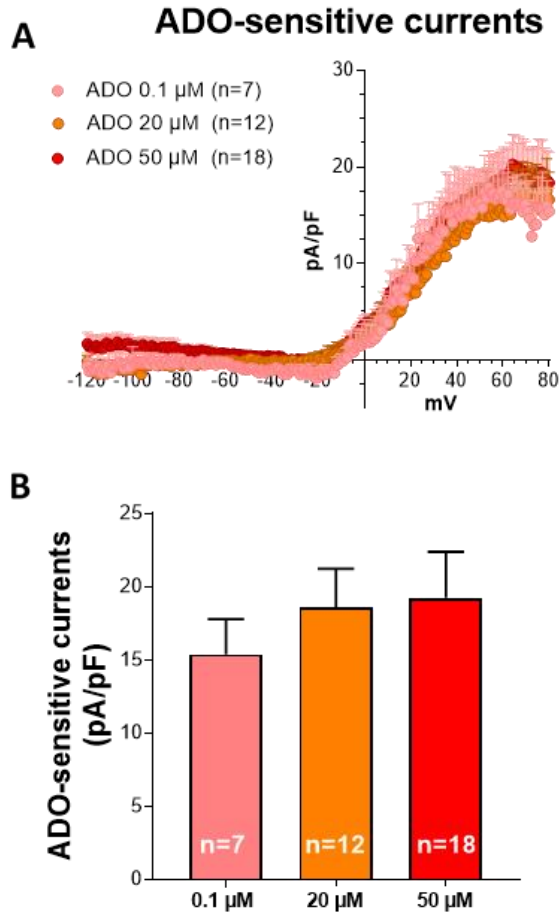 A
ADO-sensitive currents
ADO 0.1 µM (n=7)
ADO 20 µM (n=12)
ADO 50 µM (n=18)
30
20
10
pA/pF
-120 -100 -80 -60 -40 -20 20 40 60 80
mV
B
ADO-sensitive currents
(pA/pF)
25
20
15
10
5
0
n=7 n=12 n=18
0.1 µM 20 µM 50 µM